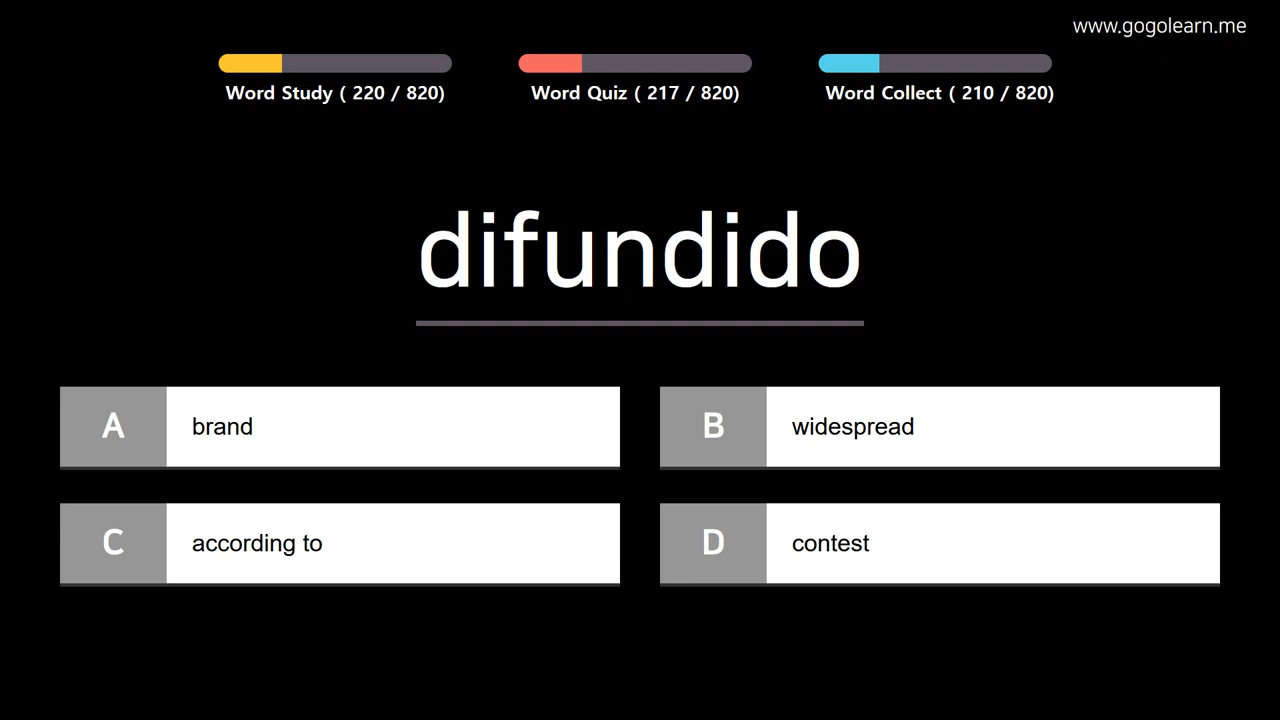 www.gogolearn.me
Word Study ( 220 / 820)
Word Quiz ( 217 / 820)
Word Collect ( 210 / 820)
difundido
A brand
B widespread
C according to
D contest